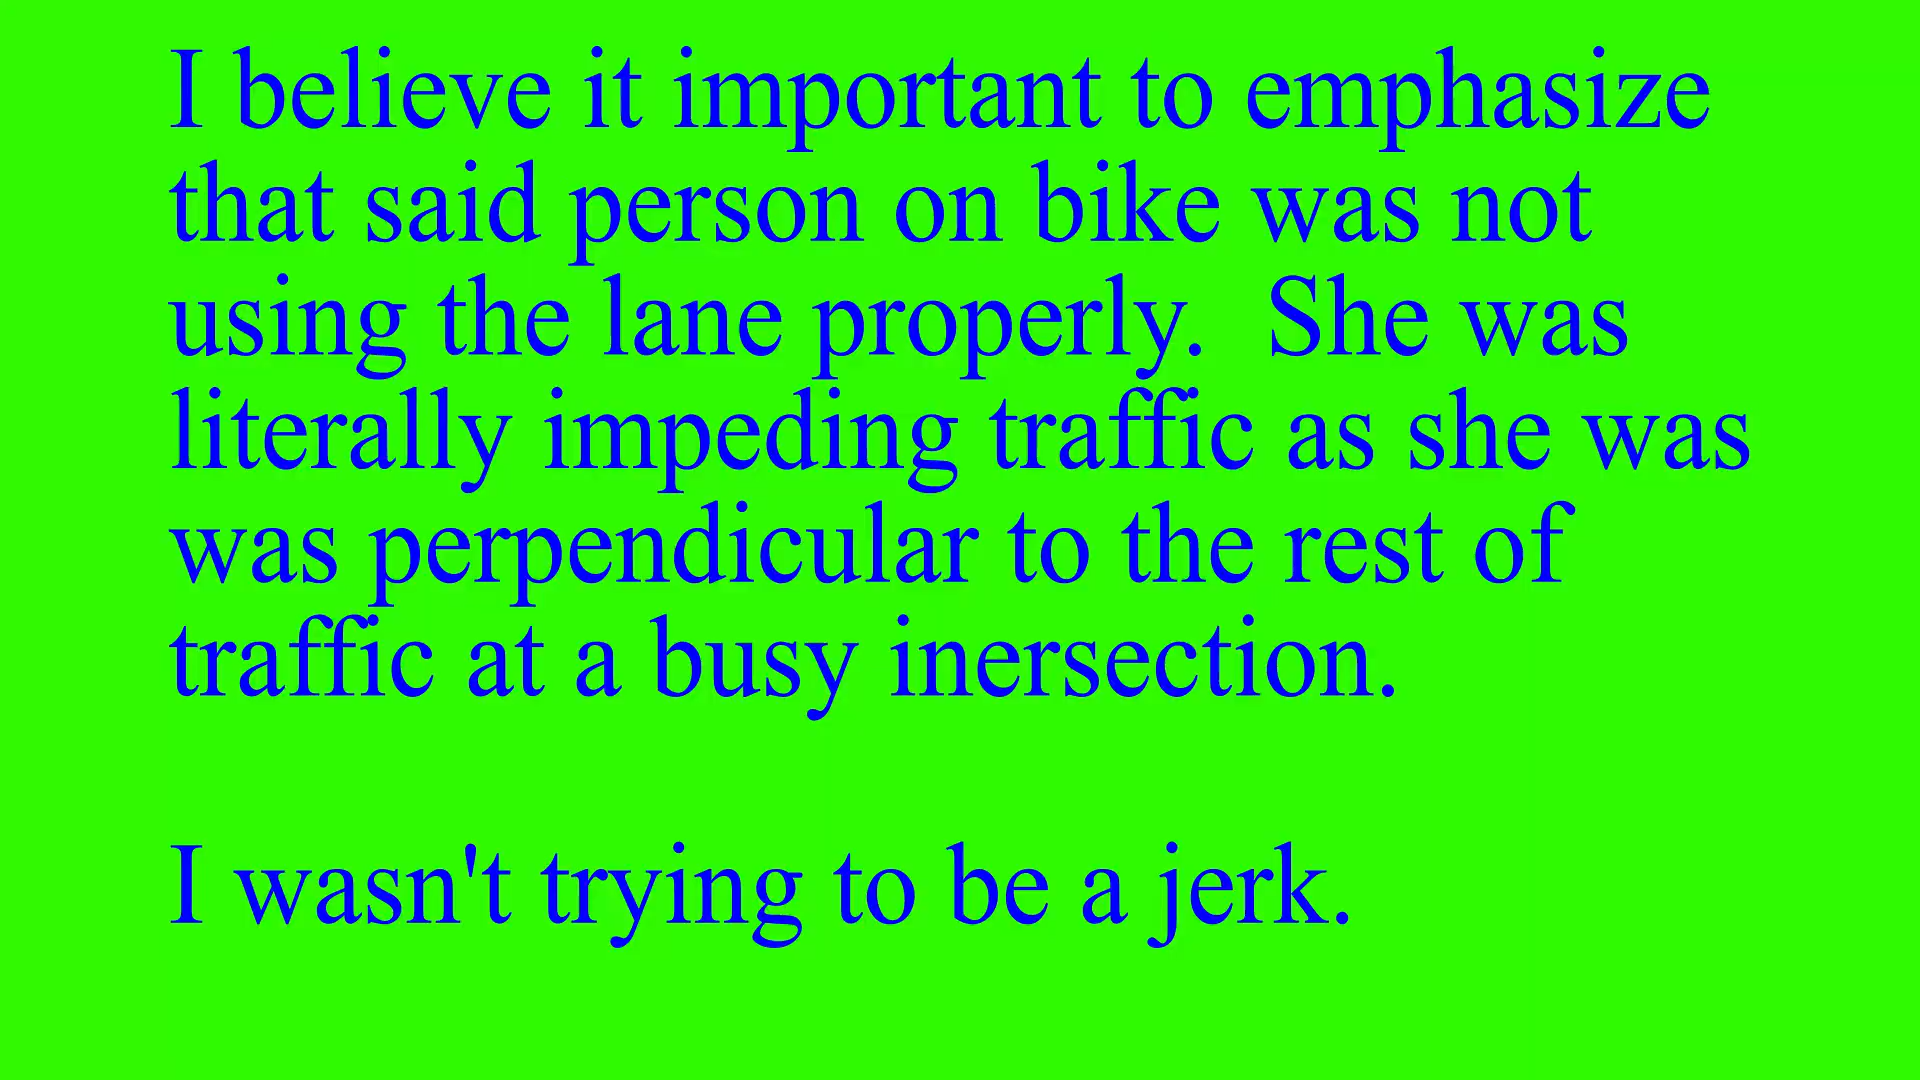 I believe it important to emphasize
that said person on bike was not
using the lane properly.  She was
literally impeding traffic as she was
was perpendicular to the rest of
traffic at a busy inersection.
I wasn't trying to be a jerk.